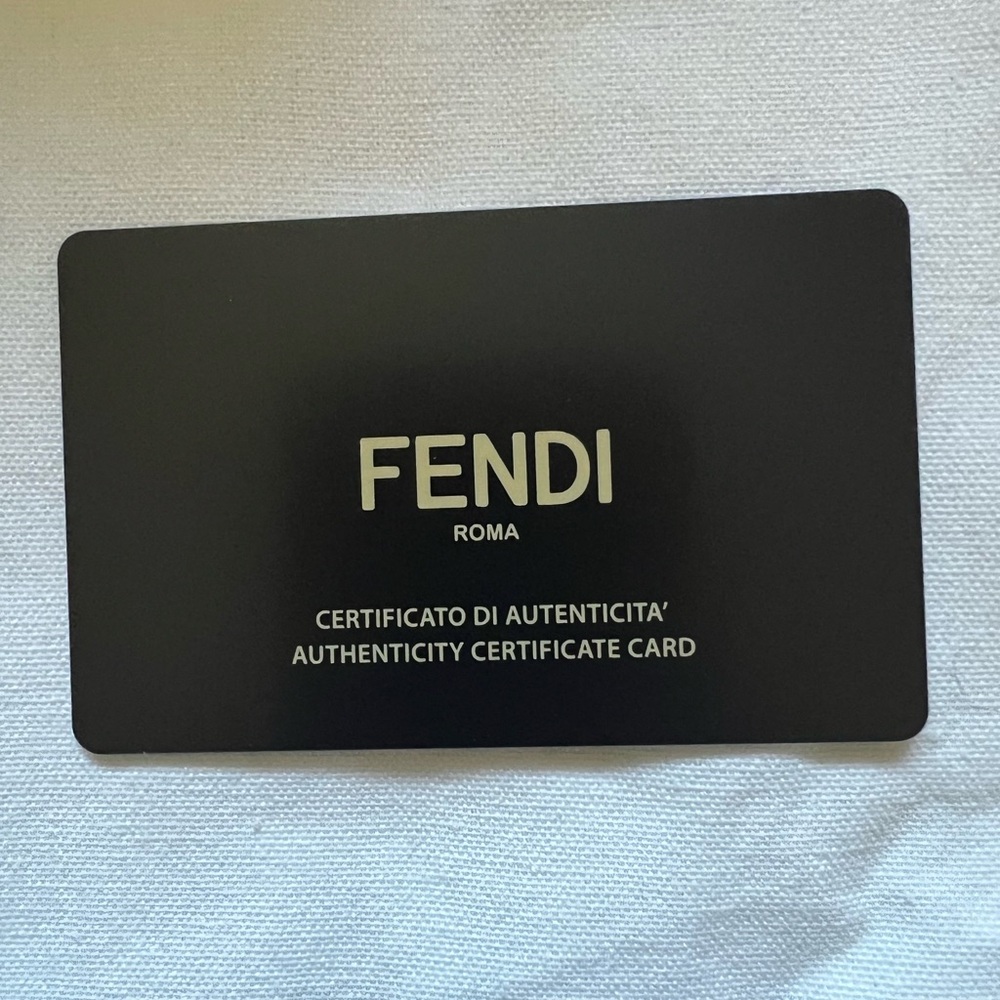 FENDI
ROMA
CERTIFICATO DI AUTENTICITA'
AUTHENTICITY CERTIFICATE CARD